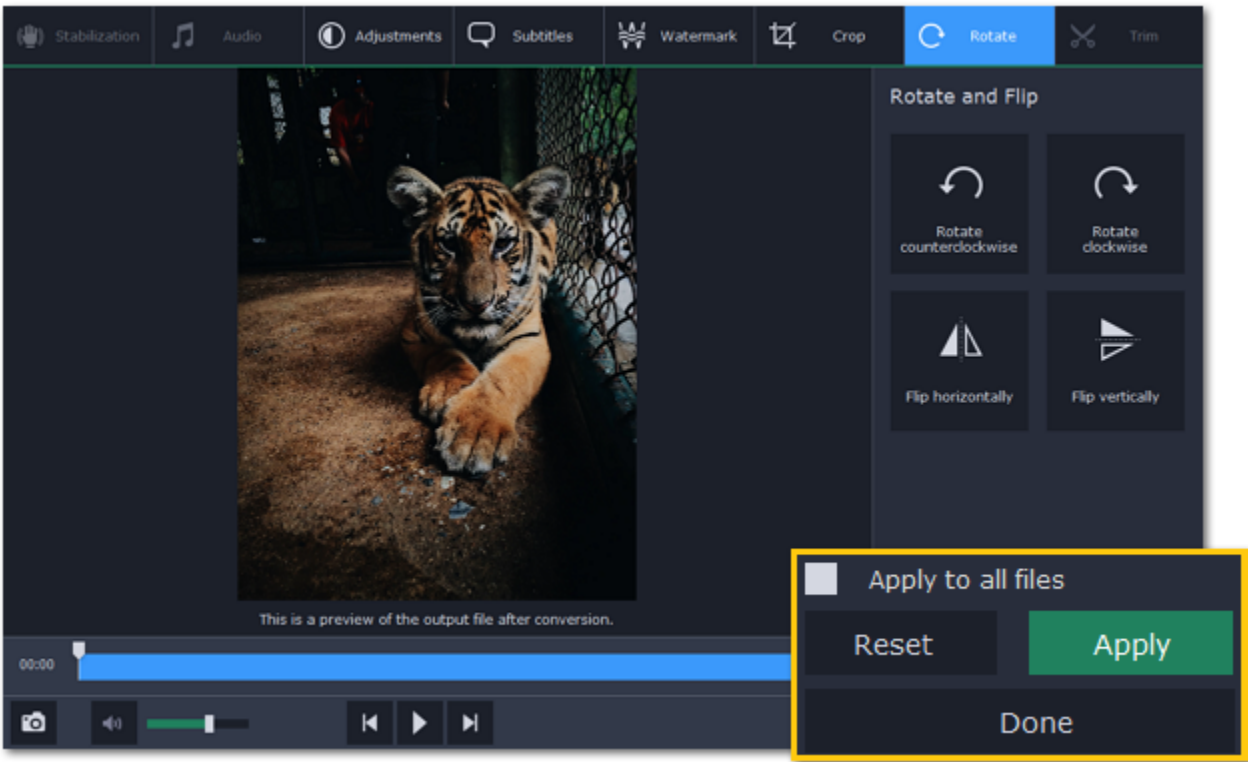 Stabilization
Audio
Adjustments
Subtitles
Watermark
Crop
Rotate
Trim
Rotate and Flip
Rotate
counterclockwise
Rotate
clockwise
Flip horizontally
Flip vertically
This is a preview of the output file after conversion.
00:00
Apply to all files
Reset
Apply
Done